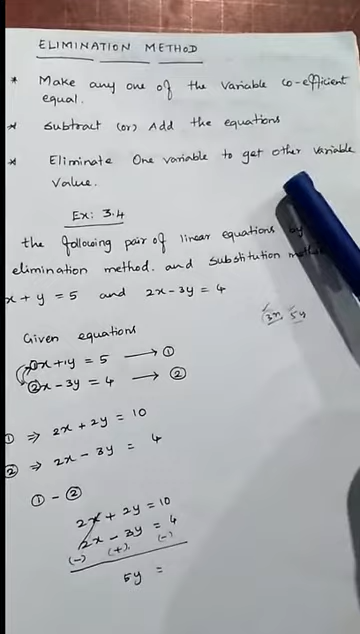 ELIMINATION METHOD
* Make any one of the variable co-efficient
equal.
* Subtract (or) Add the equations
* Eliminate One variable to get other variable
value.
Ex: 3.4
the following pair of linear equations by
elimination method. and substitution
x + y = 5 and 2x - 3y = 4
3x 5y
Given equations
x + 1y = 5 → ①
②x - 3y = 4 → ②
① ⇒ 2x + 2y = 10
② ⇒ 2x - 3y = 4
① - ②
2x + 2y = 10
2x - 3y = 4
(-) (+) (-)
5y =